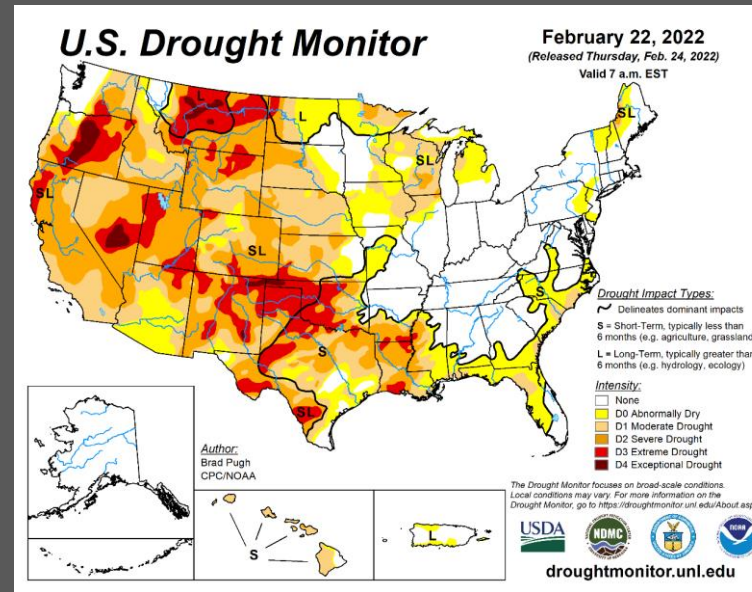 U.S. Drought Monitor
February 22, 2022
(Released Thursday, Feb. 24, 2022)
Valid 7 a.m. EST
L
L
SL
SL
SL
SL
S
S
SL
Drought Impact Types:
Delineates dominant impacts
S = Short-Term, typically less than
6 months (e.g. agriculture, grassland
L = Long-Term, typically greater than
6 months (e.g. hydrology, ecology)
Intensity:
None
D0 Abnormally Dry
D1 Moderate Drought
D2 Severe Drought
D3 Extreme Drought
D4 Exceptional Drought
Author:
Brad Pugh
CPC/NOAA
S
L
The Drought Monitor focuses on broad-scale conditions.
Local conditions may vary. For more information on the
Drought Monitor, go to https://droughtmonitor.unl.edu/About.asp
USDA
NDMC
droughtmonitor.unl.edu